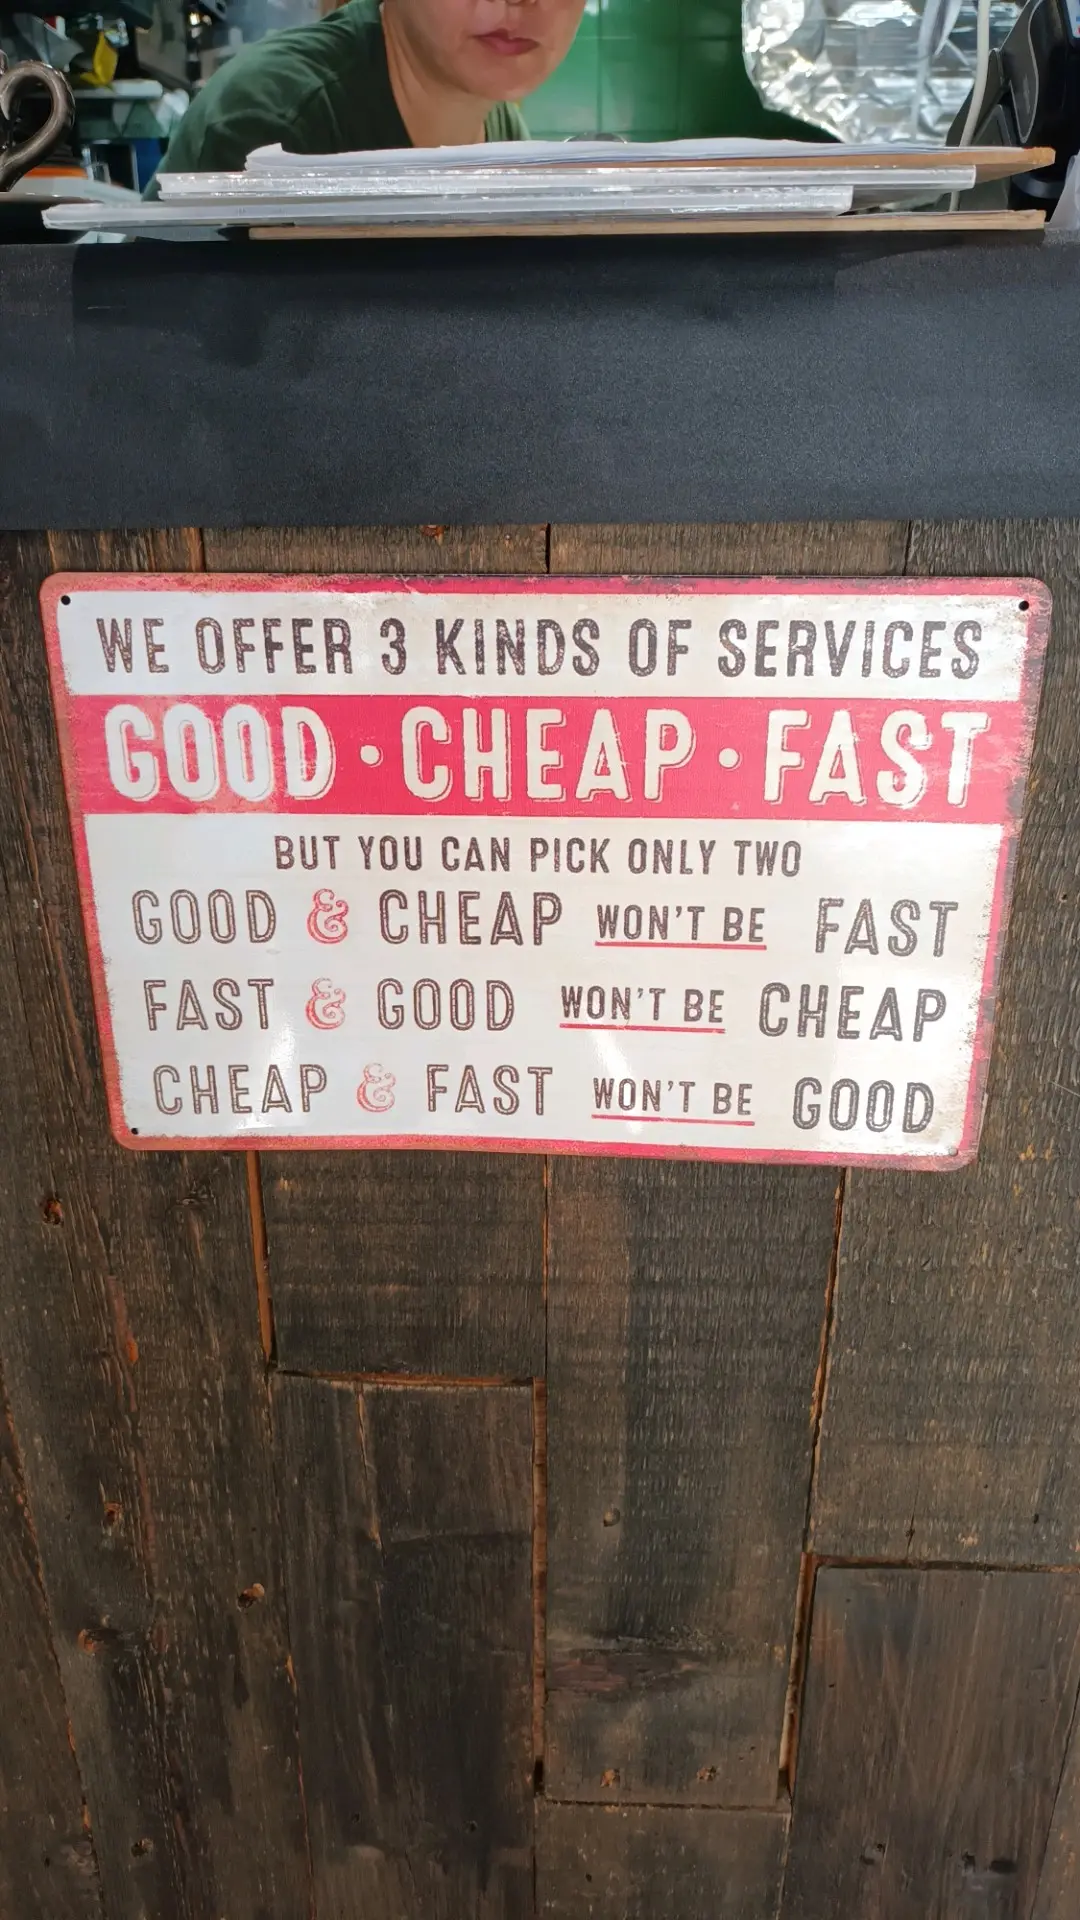 WE OFFER 3 KINDS OF SERVICES
GOOD · CHEAP · FAST
BUT YOU CAN PICK ONLY TWO
GOOD & CHEAP WON'T BE FAST
FAST & GOOD WON'T BE CHEAP
CHEAP & FAST WON'T BE GOOD